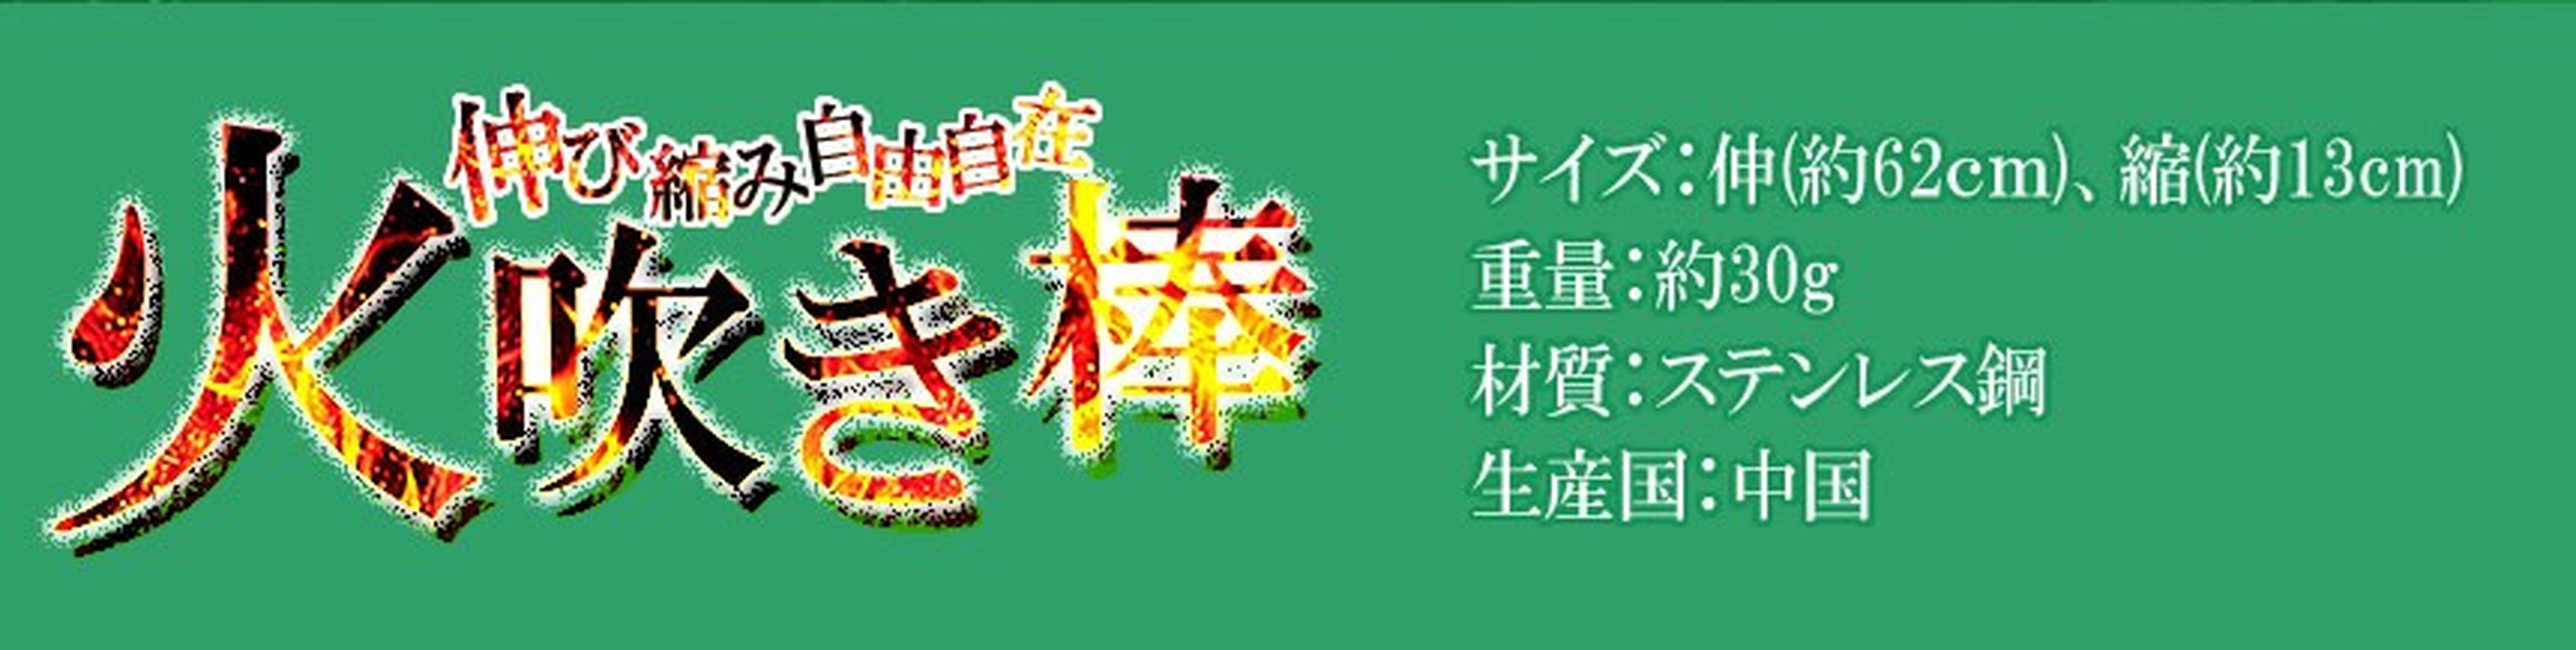 伸び縮み自由自在
火吹き棒
サイズ：伸(約62cm)、縮(約13cm)
重量：約30g
材質：ステンレス鋼
生産国：中国